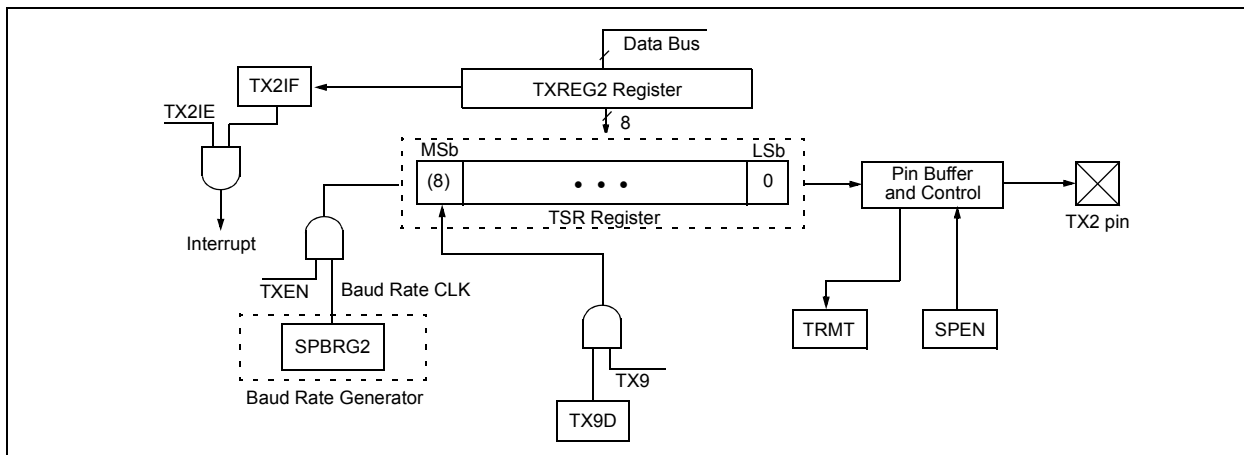 Data Bus
TX2IF
TXREG2 Register
TX2IE
8
MSb
LSb
(8)
• • •
0
Pin Buffer
and Control
TSR Register
TX2 pin
Interrupt
TXEN
Baud Rate CLK
TRMT
SPEN
SPBRG2
TX9
Baud Rate Generator
TX9D